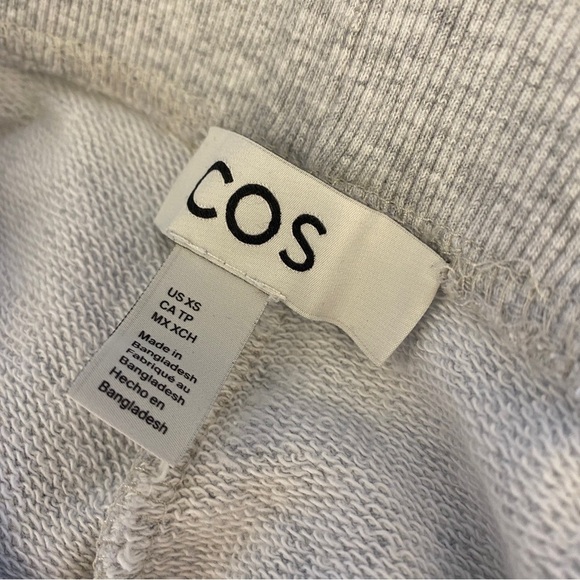 COS
US XS
CA TP
MX XCH
Made in
Bangladesh
Fabriqué au
Bangladesh
Hecho en
Bangladesh